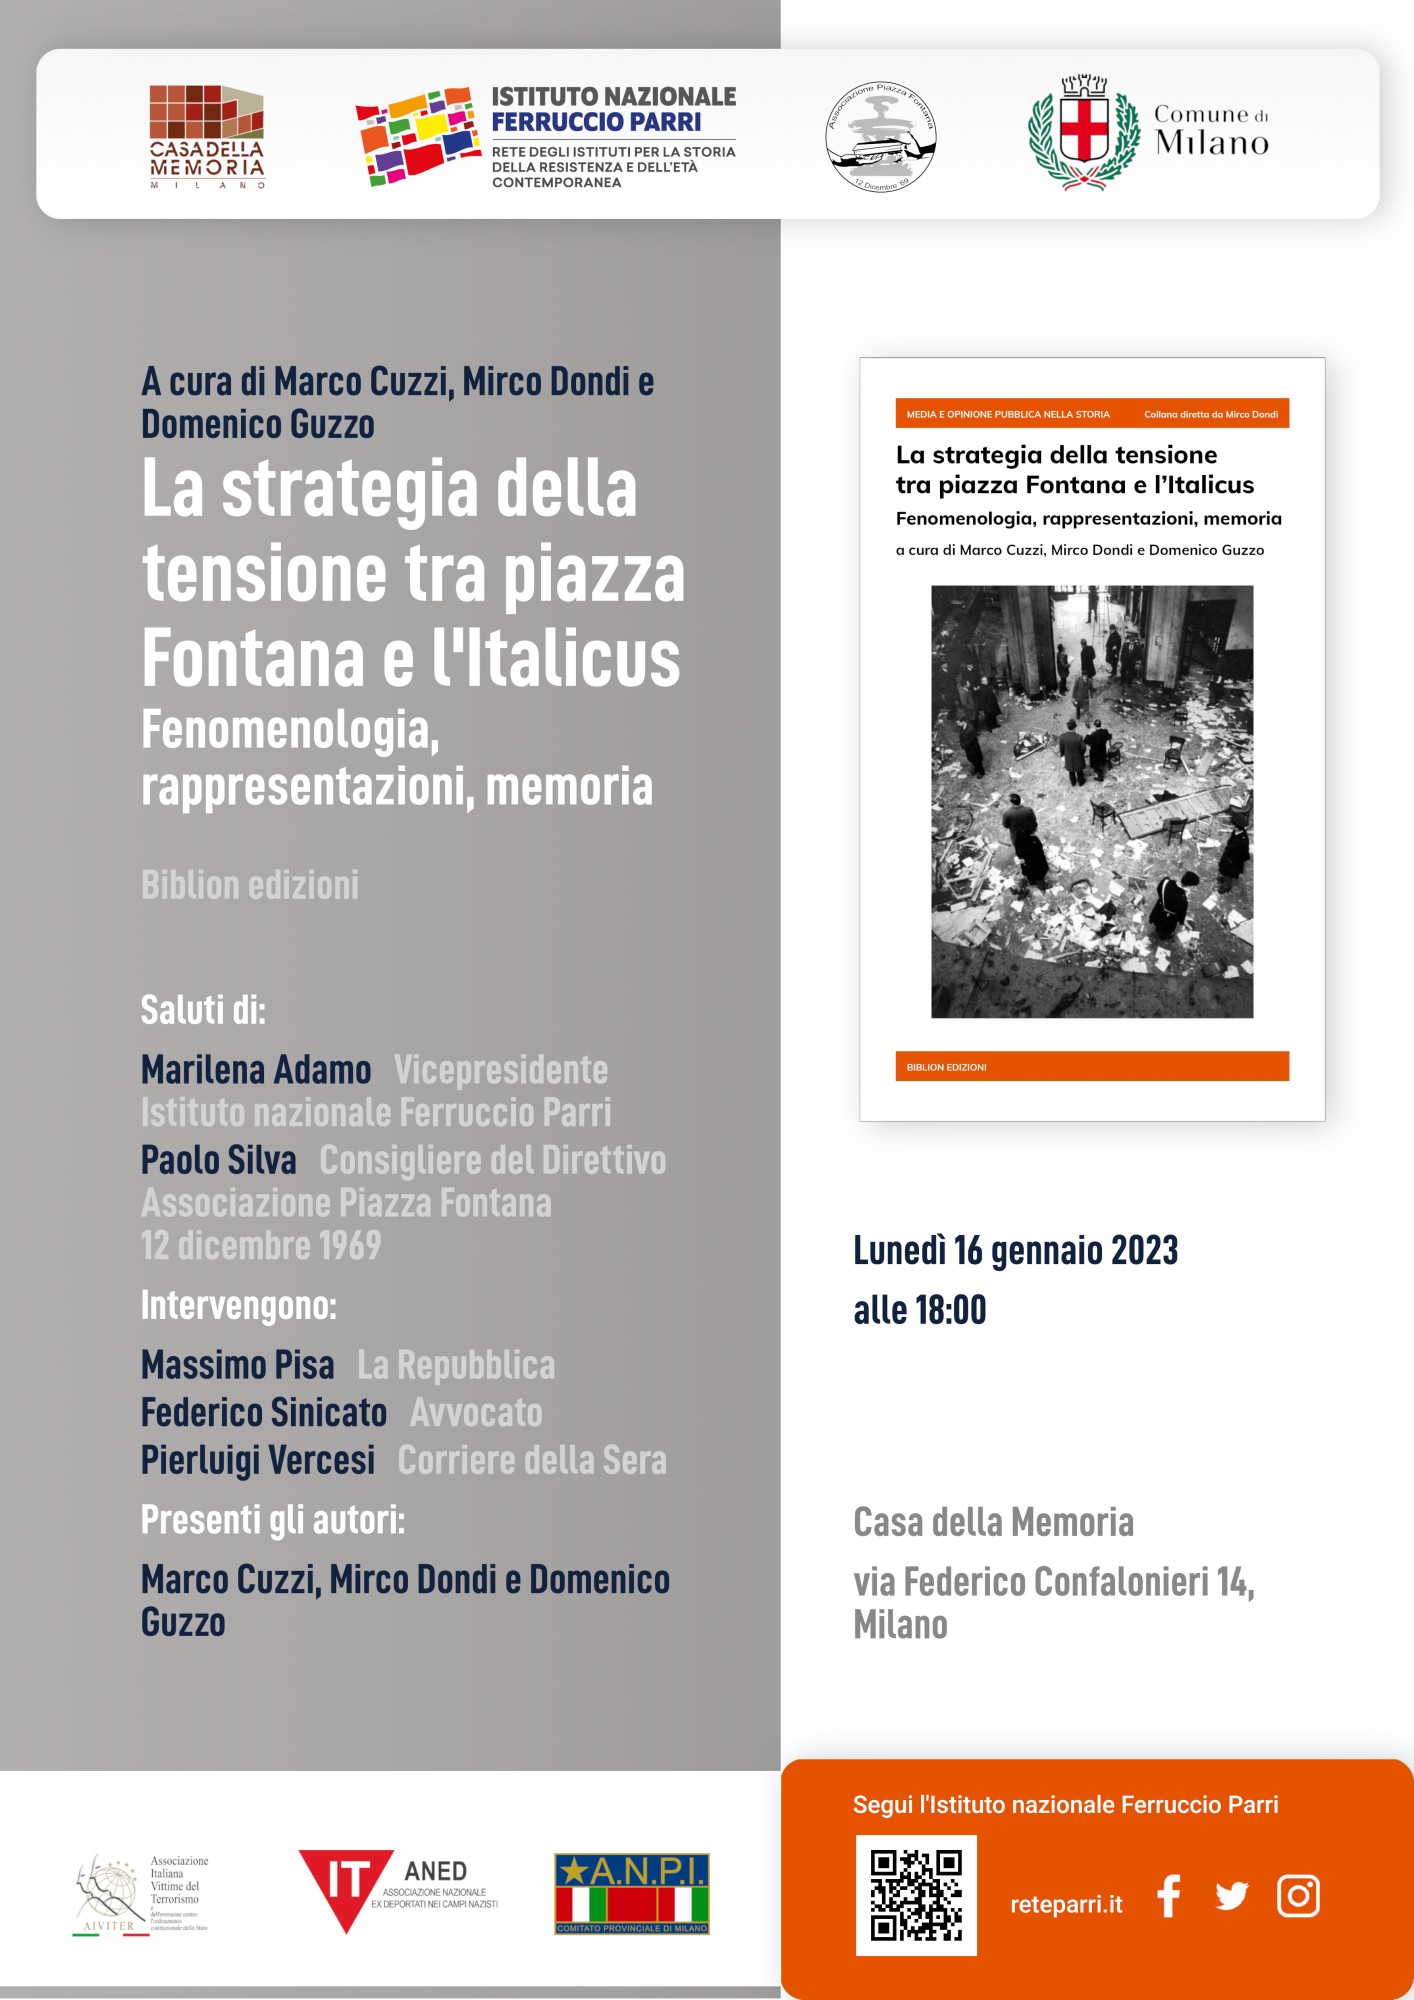 CASA DELLA
MEMORIA
MILANO
ISTITUTO NAZIONALE
FERRUCCIO PARRI
RETE DEGLI ISTITUTI PER LA STORIA
DELLA RESISTENZA E DELL'ETÀ
CONTEMPORANEA
Associazione Piazza Fontana
12 Dicembre '69
Comune di
Milano
A cura di Marco Cuzzi, Mirco Dondi e
Domenico Guzzo
La strategia della
tensione tra piazza
Fontana e l'Italicus
Fenomenologia,
rappresentazioni, memoria
Biblion edizioni
Saluti di:
Marilena Adamo Vicepresidente
Istituto nazionale Ferruccio Parri
Paolo Silva Consigliere del Direttivo
Associazione Piazza Fontana
12 dicembre 1969
Intervengono:
Massimo Pisa La Repubblica
Federico Sinicato Avvocato
Pierluigi Vercesi Corriere della Sera
Presenti gli autori:
Marco Cuzzi, Mirco Dondi e Domenico
Guzzo
MEDIA E OPINIONE PUBBLICA NELLA STORIA Collana diretta da Mirco Dondi
La strategia della tensione
tra piazza Fontana e l'Italicus
Fenomenologia, rappresentazioni, memoria
a cura di Marco Cuzzi, Mirco Dondi e Domenico Guzzo
BIBLION EDIZIONI
Lunedì 16 gennaio 2023
alle 18:00
Casa della Memoria
via Federico Confalonieri 14,
Milano
AIVITER
Associazione
Italiana
Vittime del
Terrorismo
e
dell'eversione contro
l'ordinamento
costituzionale dello Stato
IT
ANED
ASSOCIAZIONE NAZIONALE
EX DEPORTATI NEI CAMPI NAZISTI
A.N.P.I.
COMITATO PROVINCIALE DI MILANO
Segui l'Istituto nazionale Ferruccio Parri
reteparri.it